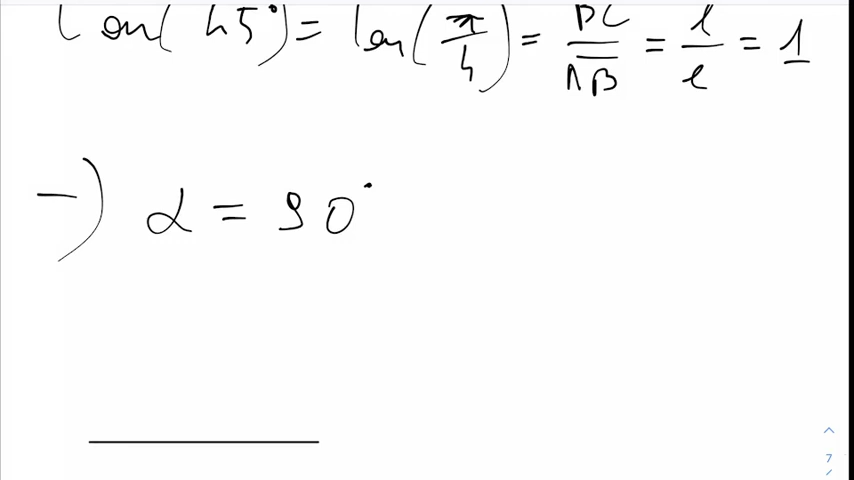 tan(45°) = tan(π/4) = BC/AB = l/l = 1
-) α = 90°
7